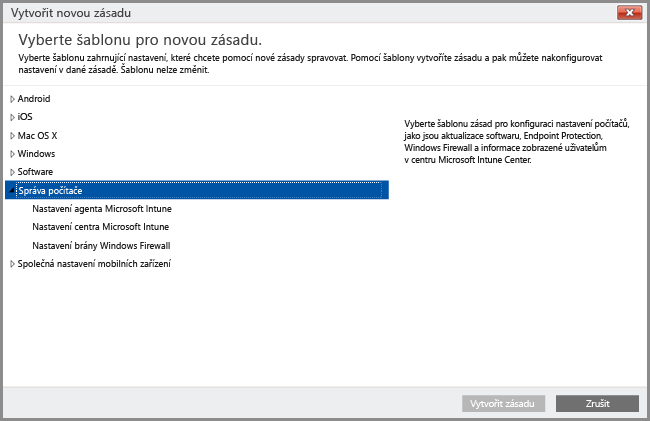 Vytvořit novou zásadu
Vyberte šablonu pro novou zásadu.
Vyberte šablonu zahrnující nastavení, které chcete pomocí nové zásady spravovat. Pomocí šablony vytvoříte zásadu a pak můžete nakonfigurovat
nastavení v dané zásadě. Šablonu nelze změnit.
Android
iOS
Mac OS X
Windows
Software
Správa počítače
Nastavení agenta Microsoft Intune
Nastavení centra Microsoft Intune
Nastavení brány Windows Firewall
Společná nastavení mobilních zařízení
Vyberte šablonu zásad pro konfiguraci nastavení počítačů,
jako jsou aktualizace softwaru, Endpoint Protection,
Windows Firewall a informace zobrazené uživatelům
v centru Microsoft Intune Center.
Vytvořit zásadu
Zrušit